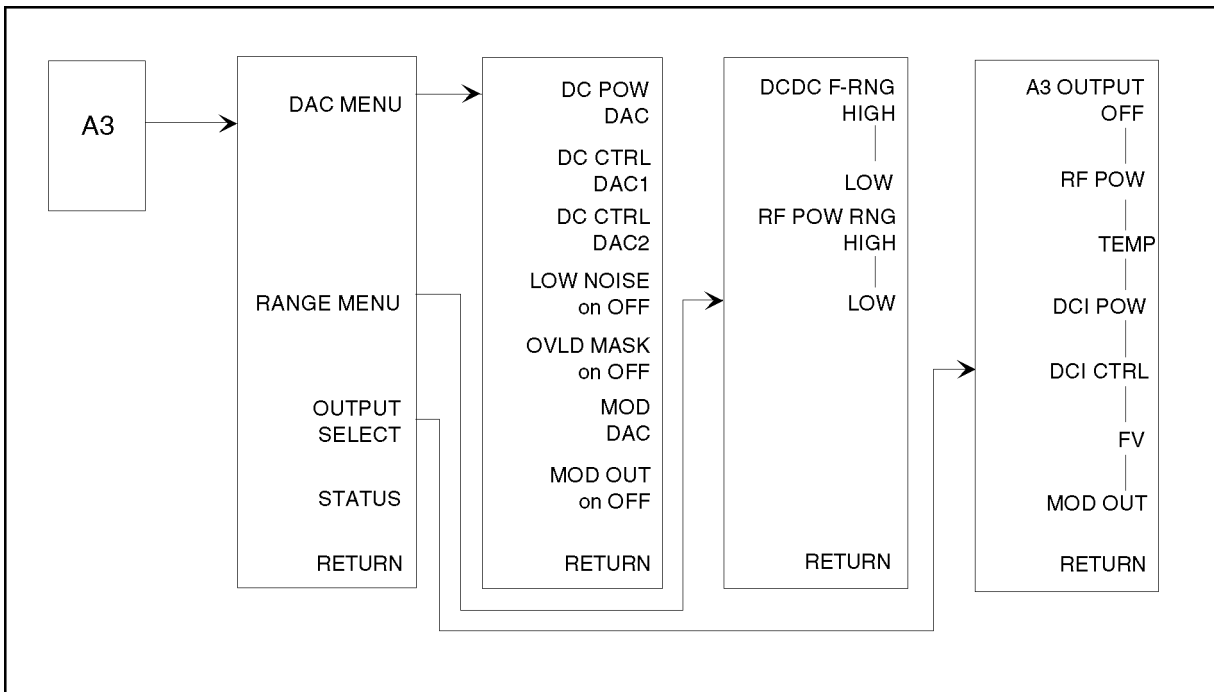 A3
DAC MENU
RANGE MENU
OUTPUT
SELECT
STATUS
RETURN
DC POW
DAC
DC CTRL
DAC1
DC CTRL
DAC2
LOW NOISE
on OFF
OVLD MASK
on OFF
MOD
DAC
MOD OUT
on OFF
RETURN
DCDC F-RNG
HIGH
LOW
RF POW RNG
HIGH
LOW
RETURN
A3 OUTPUT
OFF
RF POW
TEMP
DCI POW
DCI CTRL
FV
MOD OUT
RETURN